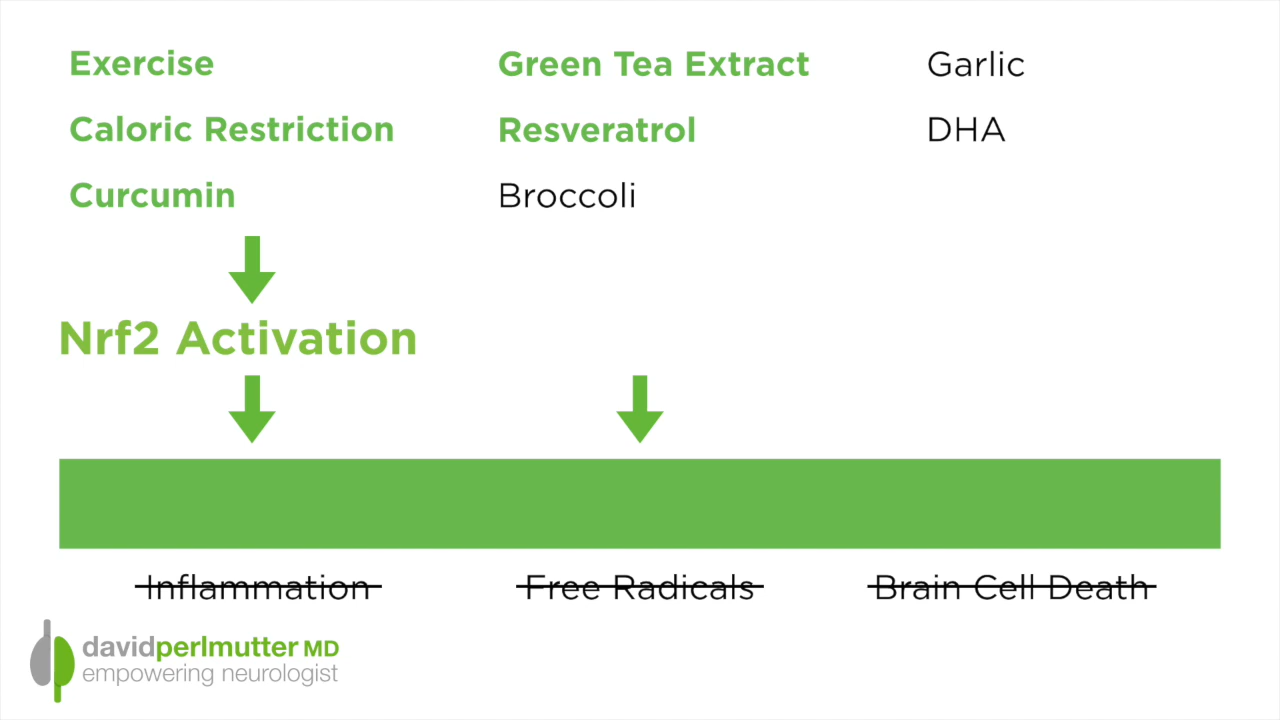 Exercise
Caloric Restriction
Curcumin
Green Tea Extract
Resveratrol
Broccoli
Garlic
DHA
Nrf2 Activation
Inflammation
Free Radicals
Brain Cell Death
davidperlmutter MD
empowering neurologist